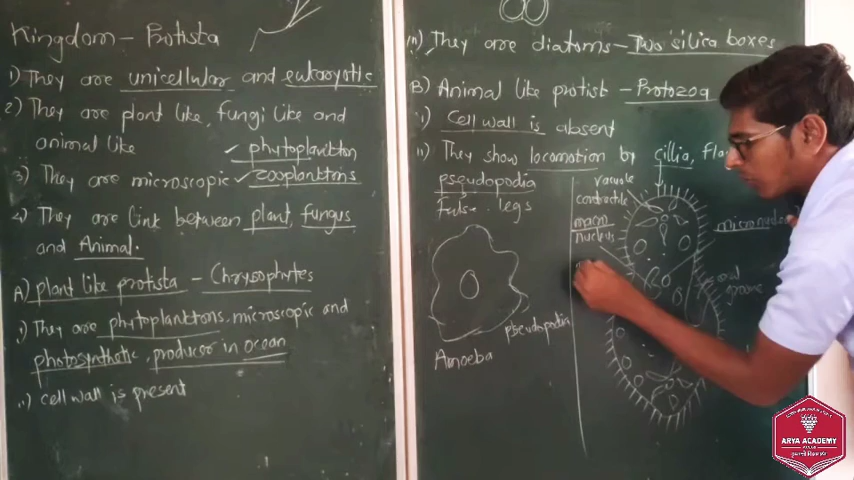 Kingdom - Protista
1) They are unicellular and eukaryotic
2) They are plant like, fungi like and
animal like
✓ phytoplankton
3) They are microscopic ✓ zooplanktons
4) They are link between plant, fungus
and Animal.
A) plant like protista - Chrysophytes
i) They are phytoplanktons, microscopic and
photosynthetic, producer in ocean
ii) cell wall is present
iii) They are diatoms - Two silica boxes
B) Animal like protist - Protozoa
i) Cell wall is absent
ii) They show locomotion by cillia, Fla
pseudopodia
False legs
pseudopodia
Amoeba
vacuole
contractile
macro
nucleus
oral
groove
ARYA ACADEMY